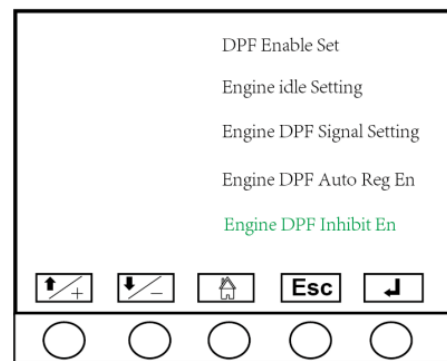 DPF Enable Set
Engine idle Setting
Engine DPF Signal Setting
Engine DPF Auto Reg En
Engine DPF Inhibit En
+ - Esc